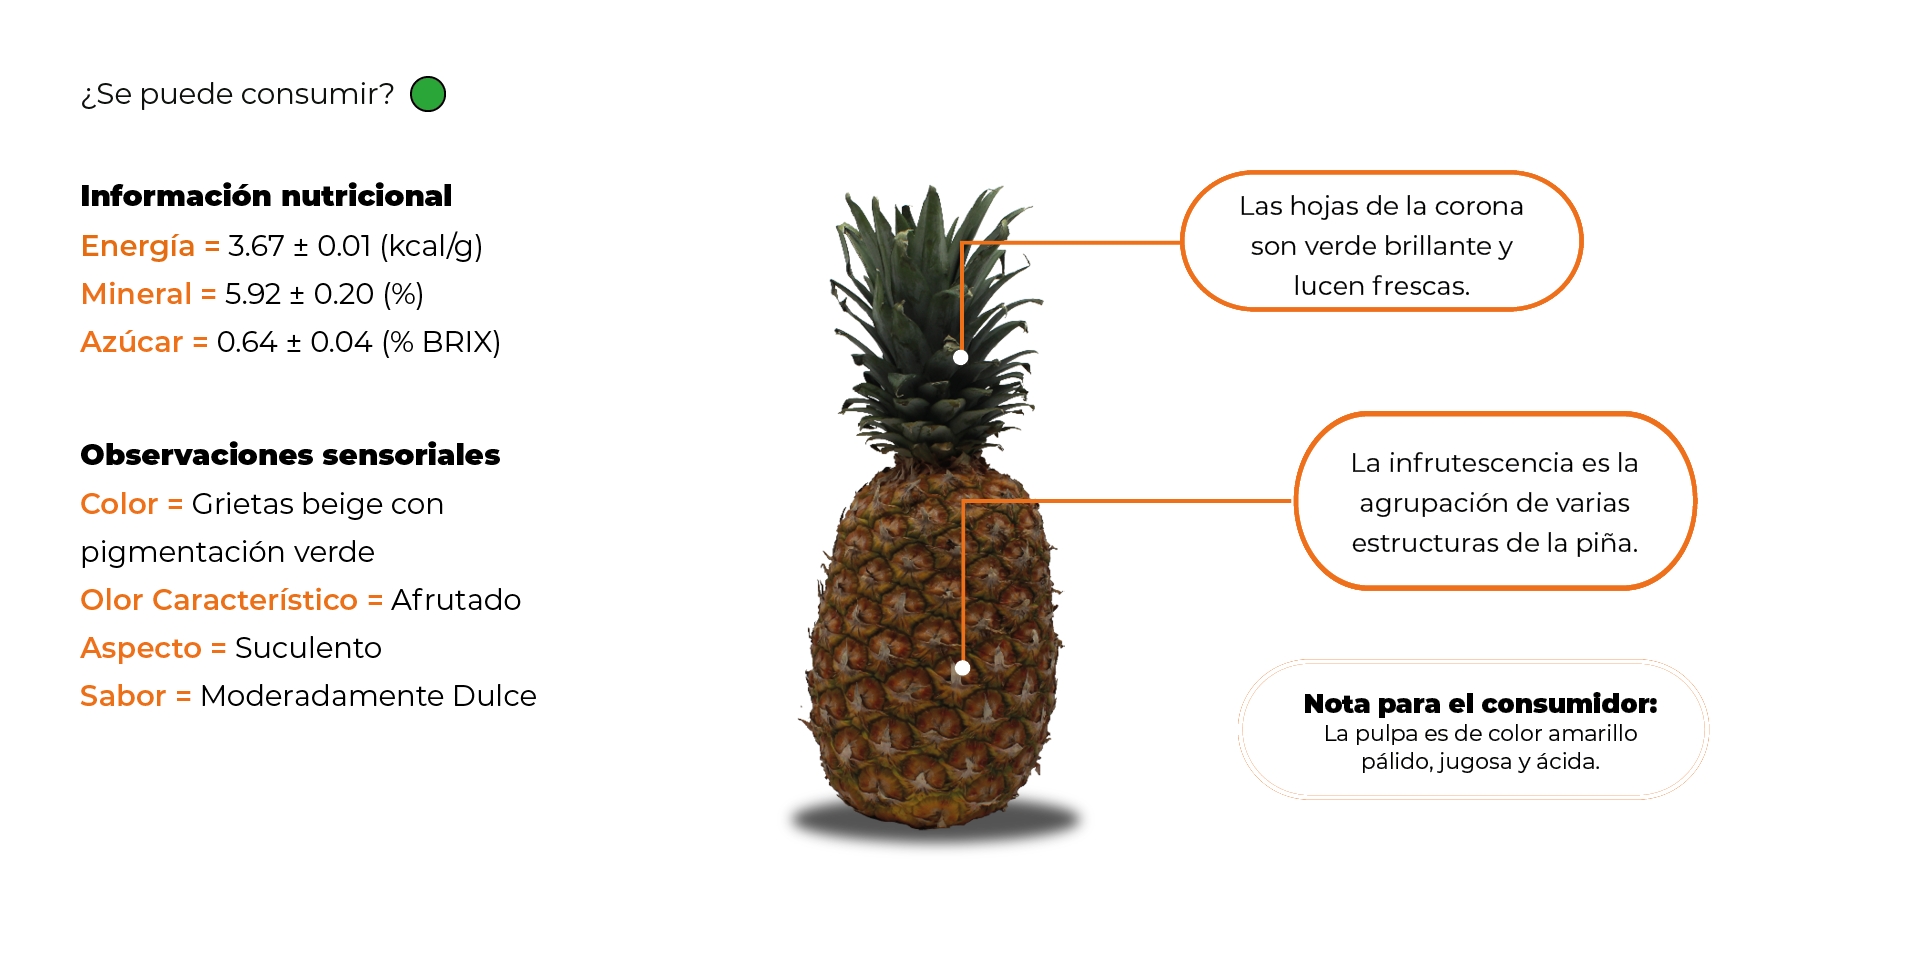 ¿Se puede consumir?
Información nutricional
Energía = 3.67 ± 0.01 (kcal/g)
Mineral = 5.92 ± 0.20 (%)
Azúcar = 0.64 ± 0.04 (% BRIX)
Observaciones sensoriales
Color = Grietas beige con
pigmentación verde
Olor Característico = Afrutado
Aspecto = Suculento
Sabor = Moderadamente Dulce
Las hojas de la corona
son verde brillante y
lucen frescas.
La infrutescencia es la
agrupación de varias
estructuras de la piña.
Nota para el consumidor:
La pulpa es de color amarillo
pálido, jugosa y ácida.